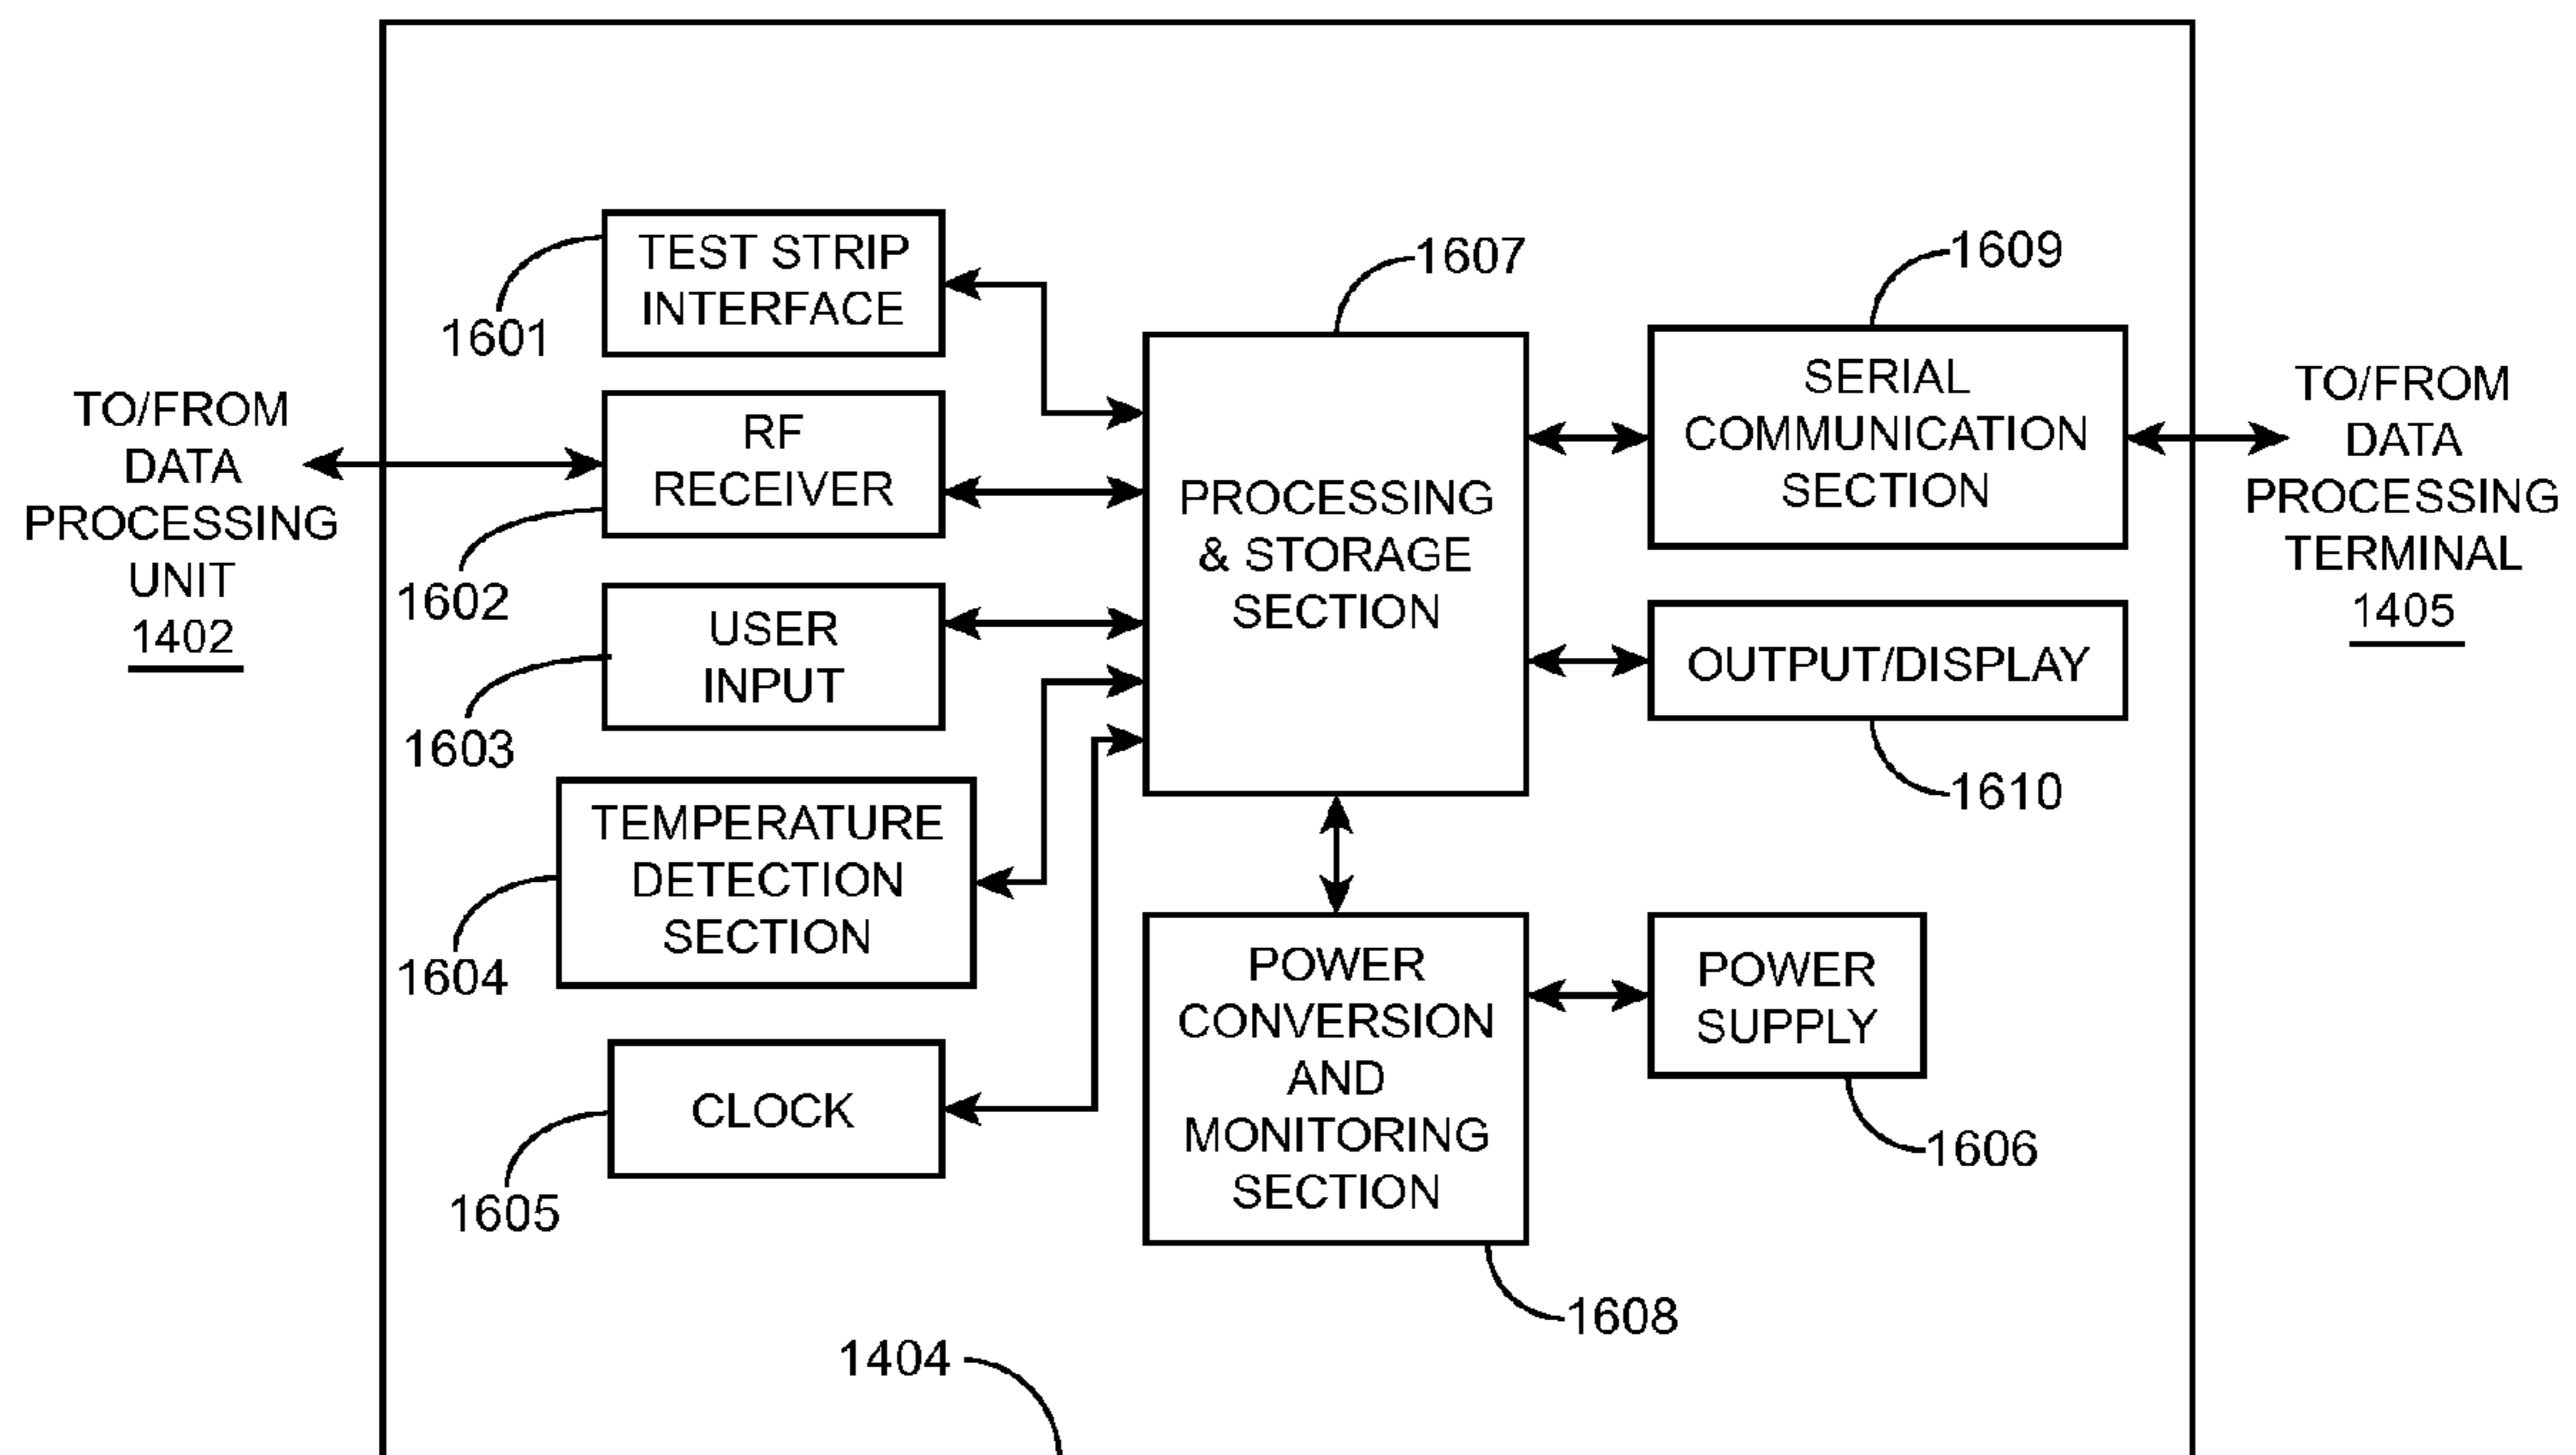 TO/FROM
DATA
PROCESSING
UNIT
1402
TEST STRIP
INTERFACE
1601
RF
RECEIVER
1602
USER
INPUT
1603
TEMPERATURE
DETECTION
SECTION
1604
CLOCK
1605
1607
PROCESSING
& STORAGE
SECTION
POWER
CONVERSION
AND
MONITORING
SECTION
1608
1609
SERIAL
COMMUNICATION
SECTION
OUTPUT/DISPLAY
1610
POWER
SUPPLY
1606
TO/FROM
DATA
PROCESSING
TERMINAL
1405
1404